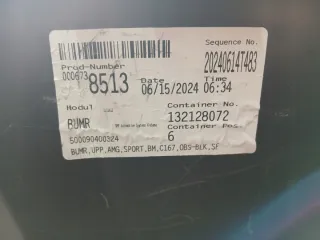 Prod-Number
000673 8513
Date
06/15/2024
Time
06:34
Sequence No.
20240614T483
Modul
BUMR
Container No.
132128072
Container Pos.
6
500090400324
BUMR,UPP,AMG,SPORT,BM,C167,OBS-BLK,SF